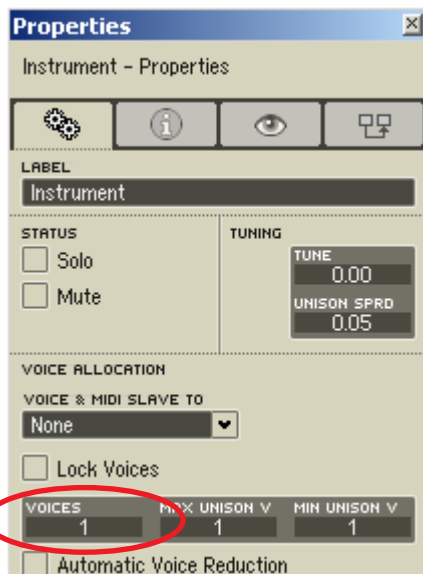 Properties
Instrument - Properties
LABEL
Instrument
STATUS
Solo
Mute
TUNING
TUNE
0.00
UNISON SPRD
0.05
VOICE ALLOCATION
VOICE & MIDI SLAVE TO
None
Lock Voices
VOICES MAX UNISON V MIN UNISON V
1 1 1
Automatic Voice Reduction